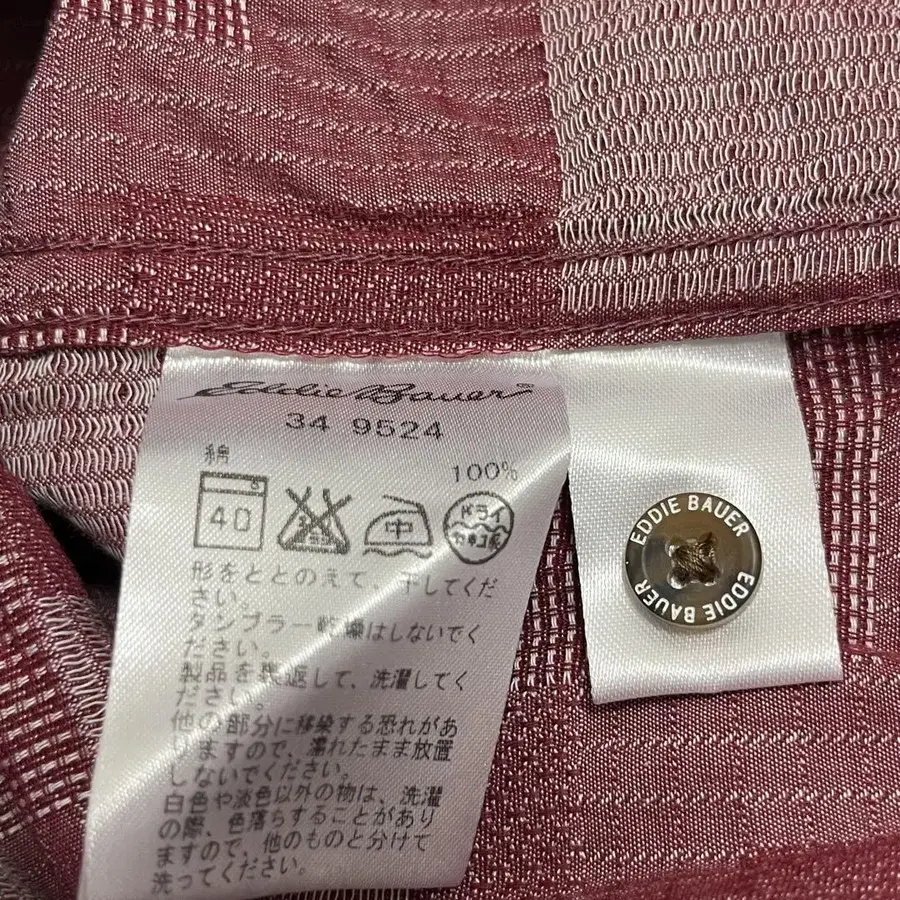 Eddie Bauer®
34 9524
綿
100%
40
中
ドライ
形をととのえて、干してくだ
さい。
タンブラー乾燥はしないでく
ださい。
製品を裏返して、洗濯してく
ださい。
他の部分に移染する恐れがあ
りますので、濡れたまま放置
しないでください。
白色や淡色以外の物は、洗濯
の際、色落ちすることがあり
ますので、他のものと分けて
洗ってください。
EDDIE BAUER
EDDIE BAUER